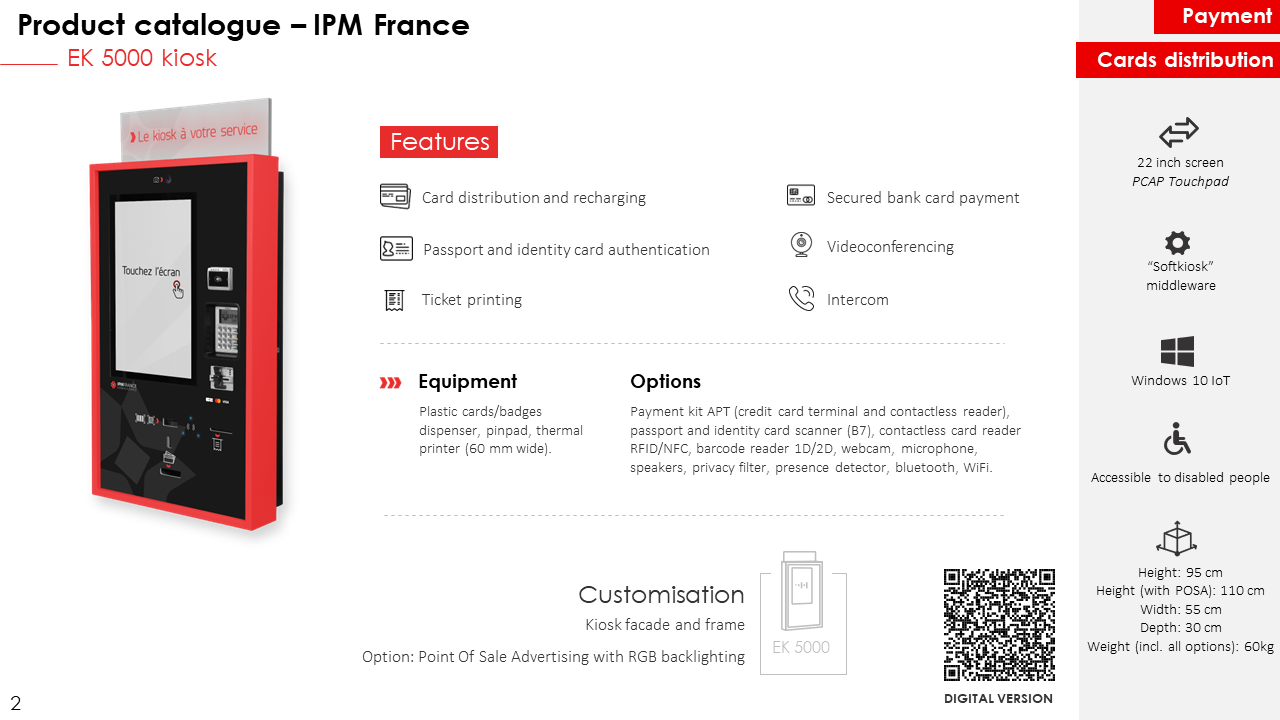 Product catalogue – IPM France
EK 5000 kiosk
Payment
Cards distribution
Le kiosk à votre service
Touchez l'écran
IPMFRANCE
VISA
Features
Card distribution and recharging
Passport and identity card authentication
Ticket printing
Secured bank card payment
Videoconferencing
Intercom
Equipment
Plastic cards/badges
dispenser, pinpad, thermal
printer (60 mm wide).
Options
Payment kit APT (credit card terminal and contactless reader),
passport and identity card scanner (B7), contactless card reader
RFID/NFC, barcode reader 1D/2D, webcam, microphone,
speakers, privacy filter, presence detector, bluetooth, WiFi.
Customisation
Kiosk facade and frame
Option: Point Of Sale Advertising with RGB backlighting
EK 5000
DIGITAL VERSION
22 inch screen
PCAP Touchpad
“Softkiosk”
middleware
Windows 10 IoT
Accessible to disabled people
Height: 95 cm
Height (with POSA): 110 cm
Width: 55 cm
Depth: 30 cm
Weight (incl. all options): 60kg
2